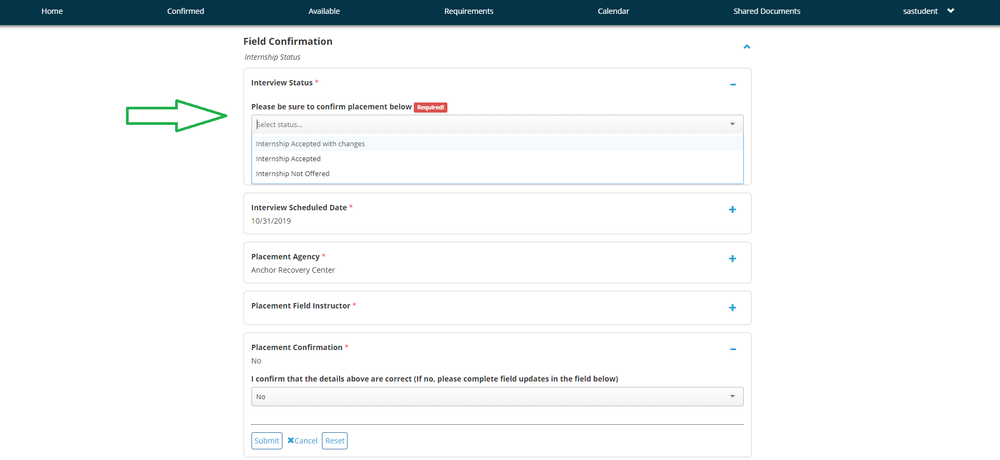 Home Confirmed Available Requirements Calendar Shared Documents sastudent
Field Confirmation
Internship Status
Interview Status *
Please be sure to confirm placement below Required!
Select status...
Internship Accepted with changes
Internship Accepted
Internship Not Offered
Interview Scheduled Date *
10/31/2019
Placement Agency *
Anchor Recovery Center
Placement Field Instructor *
Placement Confirmation *
No
I confirm that the details above are correct (If no, please complete field updates in the field below)
No
Submit Cancel Reset